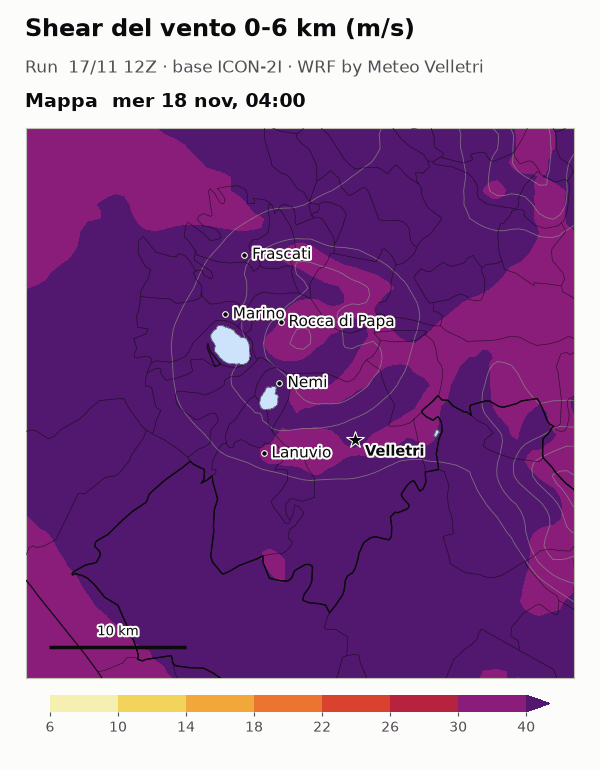 Shear del vento 0-6 km (m/s)
Run  17/11 12Z · base ICON-2I · WRF by Meteo Velletri
Mappa  mer 18 nov, 04:00
Frascati
Marino
Rocca di Papa
Nemi
Velletri
Lanuvio
10 km
6 10 14 18 22 26 30 40